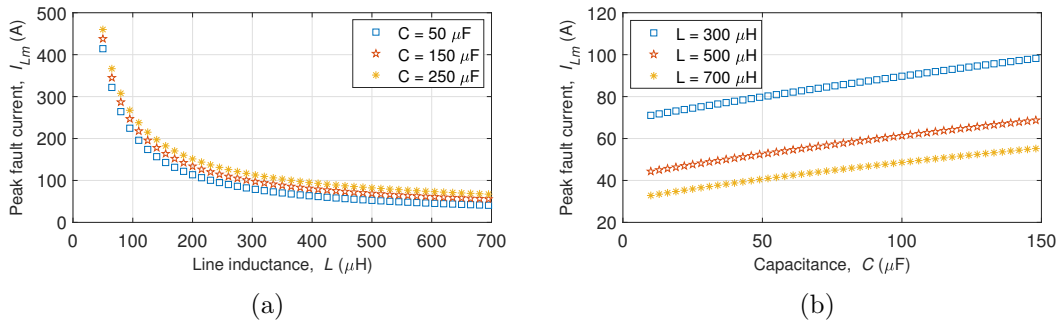 Peak fault current, I_Lm (A)
500
400
300
200
100
0
C = 50 μF
C = 150 μF
C = 250 μF
0 100 200 300 400 500 600 700
Line inductance, L (μH)
(a)
Peak fault current, I_Lm (A)
120
100
80
60
40
20
L = 300 μH
L = 500 μH
L = 700 μH
0 50 100 150
Capacitance, C (μF)
(b)